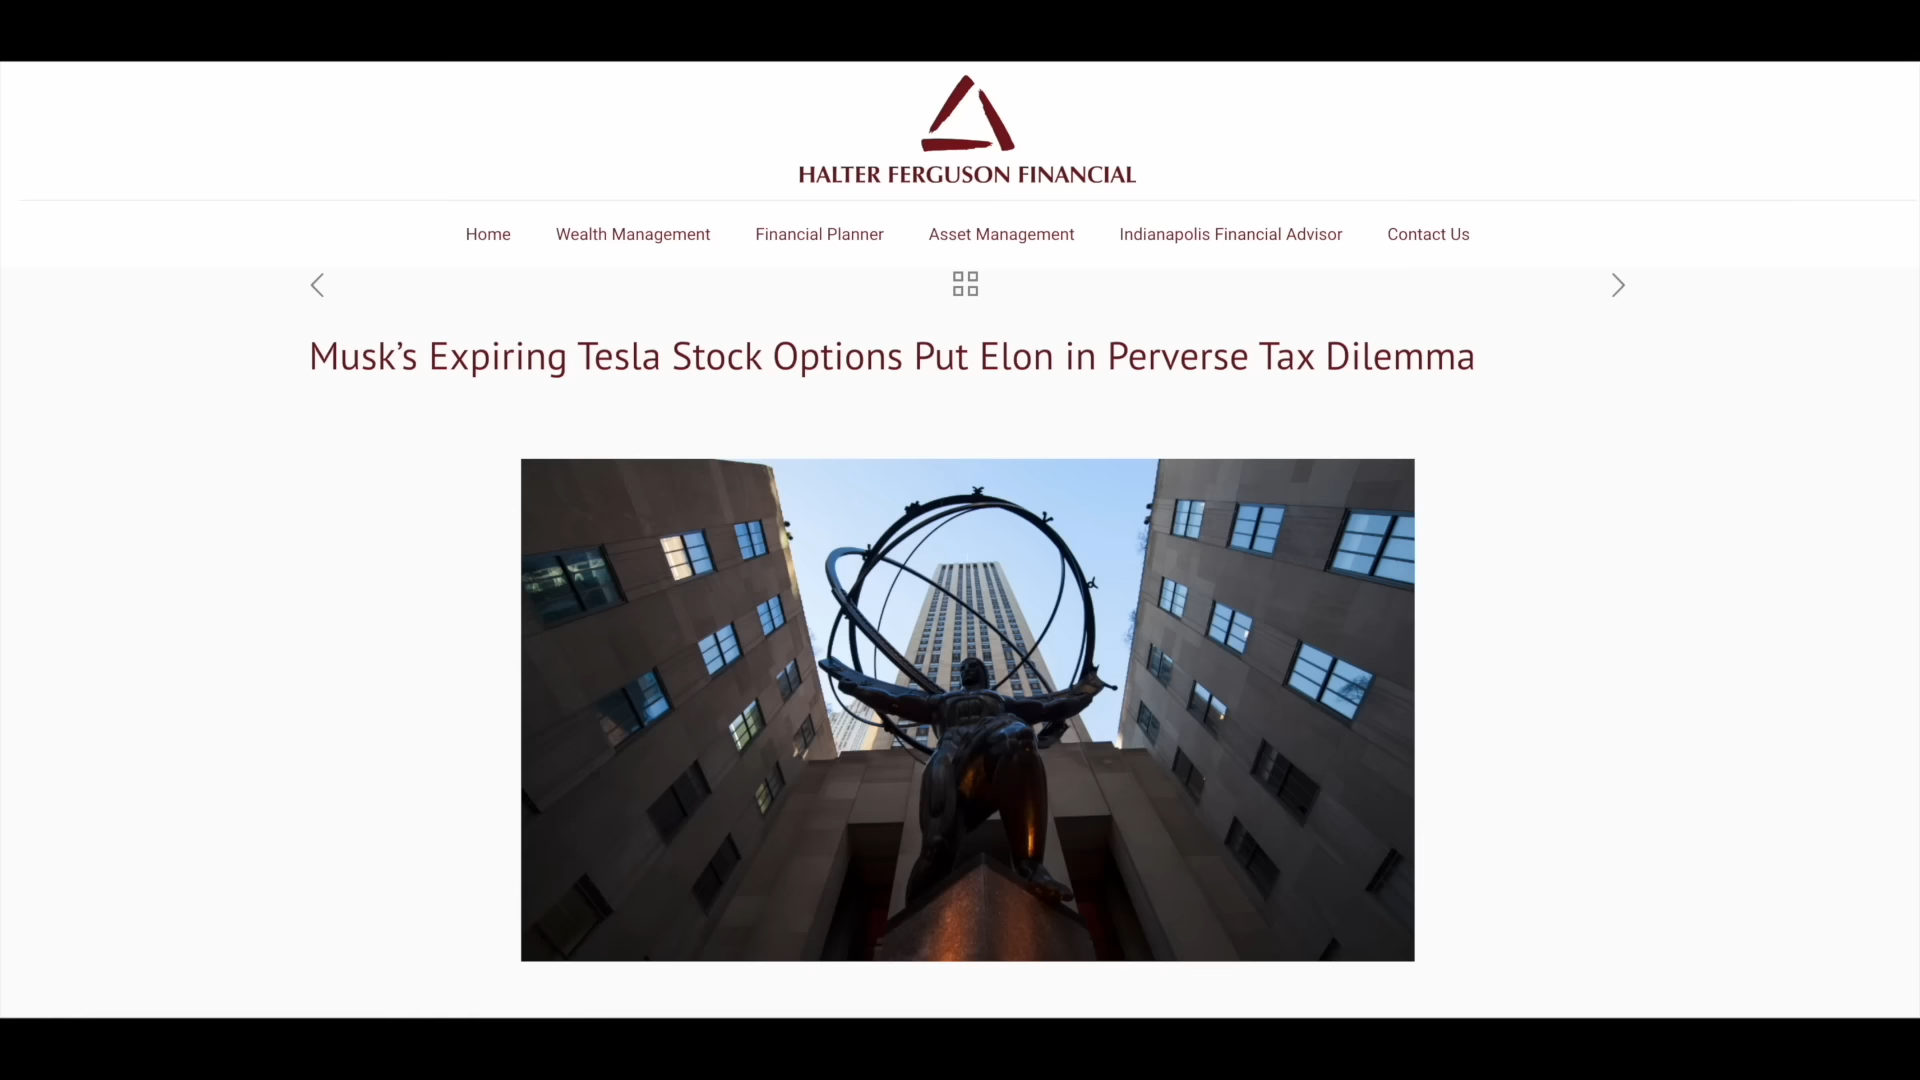 HALTER FERGUSON FINANCIAL
Home Wealth Management Financial Planner Asset Management Indianapolis Financial Advisor Contact Us
Musk’s Expiring Tesla Stock Options Put Elon in Perverse Tax Dilemma